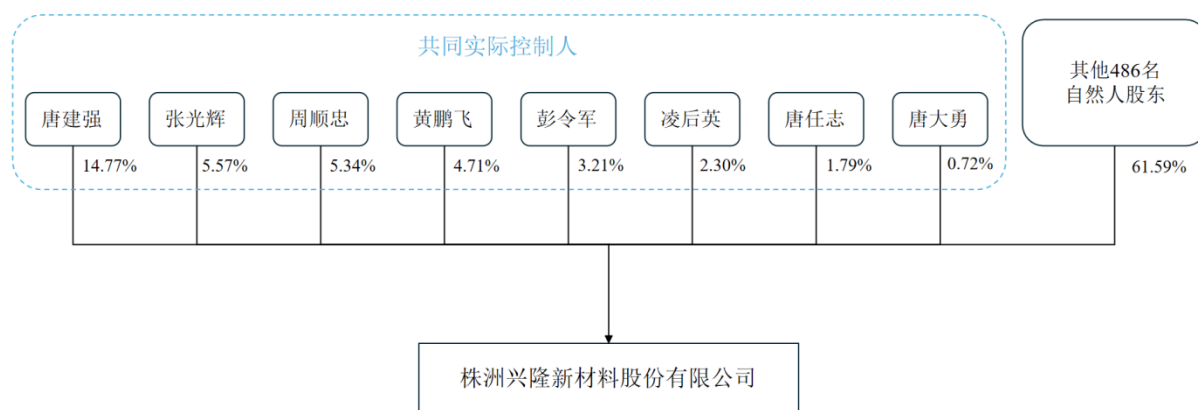 共同实际控制人
其他486名
自然人股东
唐建强
张光辉
周顺忠
黄鹏飞
彭令军
凌后英
唐任志
唐大勇
14.77%
5.57%
5.34%
4.71%
3.21%
2.30%
1.79%
0.72%
61.59%
株洲兴隆新材料股份有限公司